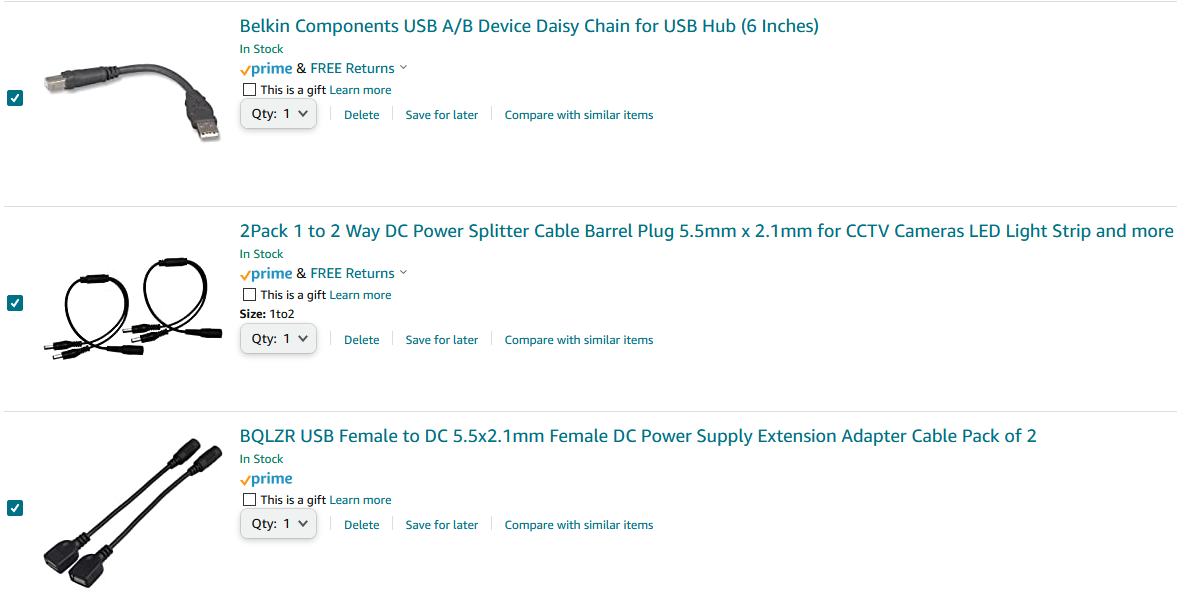 Belkin Components USB A/B Device Daisy Chain for USB Hub (6 Inches)
In Stock
prime & FREE Returns
This is a gift Learn more
Qty: 1 Delete Save for later Compare with similar items
2Pack 1 to 2 Way DC Power Splitter Cable Barrel Plug 5.5mm x 2.1mm for CCTV Cameras LED Light Strip and more
In Stock
prime & FREE Returns
This is a gift Learn more
Size: 1to2
Qty: 1 Delete Save for later Compare with similar items
BQLZR USB Female to DC 5.5x2.1mm Female DC Power Supply Extension Adapter Cable Pack of 2
In Stock
prime
This is a gift Learn more
Qty: 1 Delete Save for later Compare with similar items